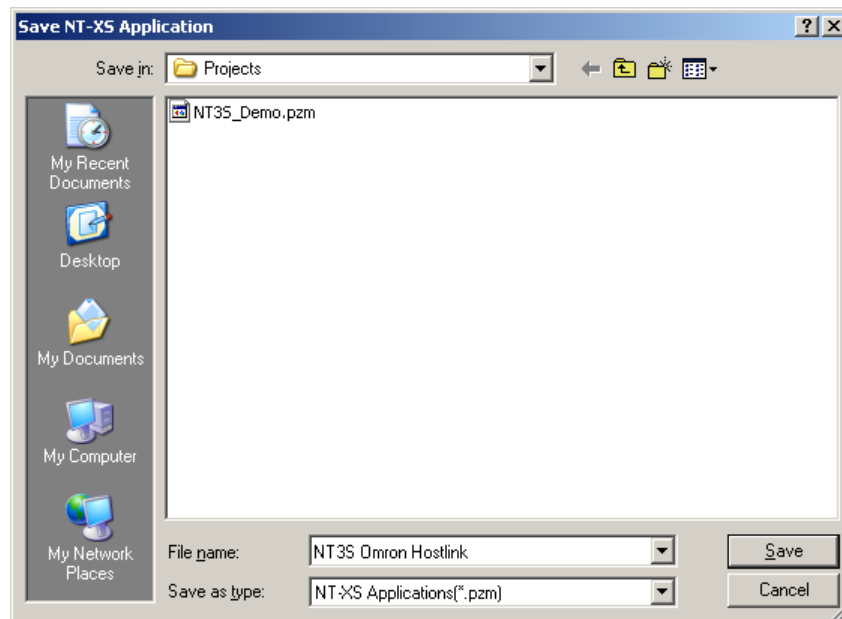 Save NT-XS Application
Save in: Projects
NT3S_Demo.pzm
My Recent
Documents
Desktop
My Documents
My Computer
My Network
Places
File name: NT3S Omron Hostlink
Save
Save as type: NT-XS Applications(*.pzm)
Cancel